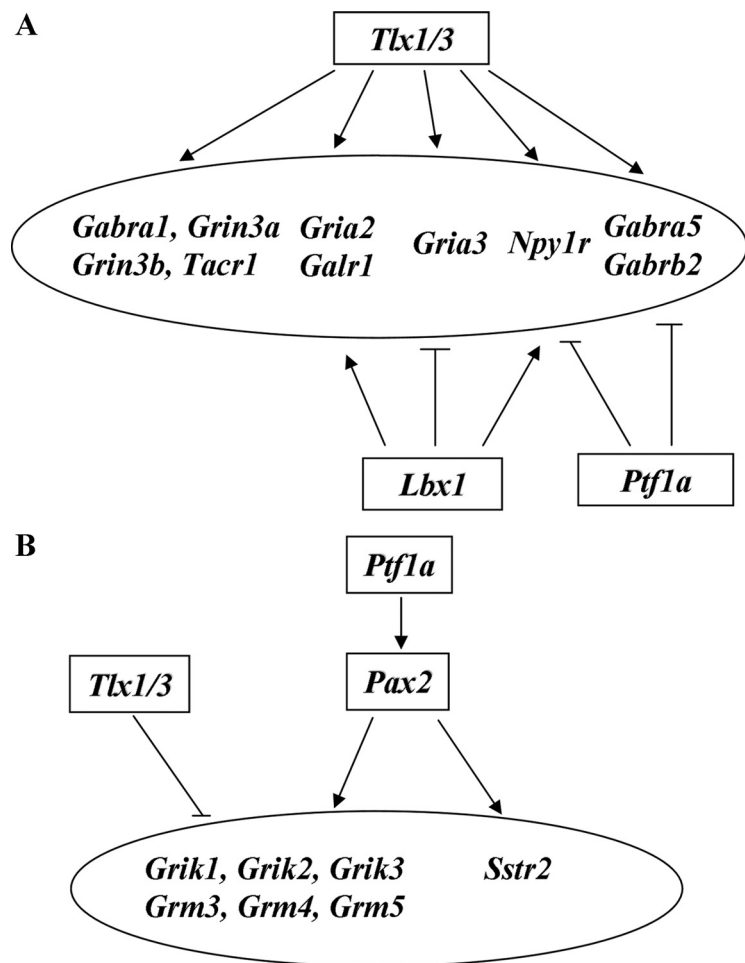 A
Tlx1/3
Gabra1, Grin3a
Grin3b, Tacr1
Gria2
Galr1
Gria3
Npy1r
Gabra5
Gabrb2
Lbx1
Ptf1a
B
Ptf1a
Tlx1/3
Pax2
Grik1, Grik2, Grik3
Grm3, Grm4, Grm5
Sstr2